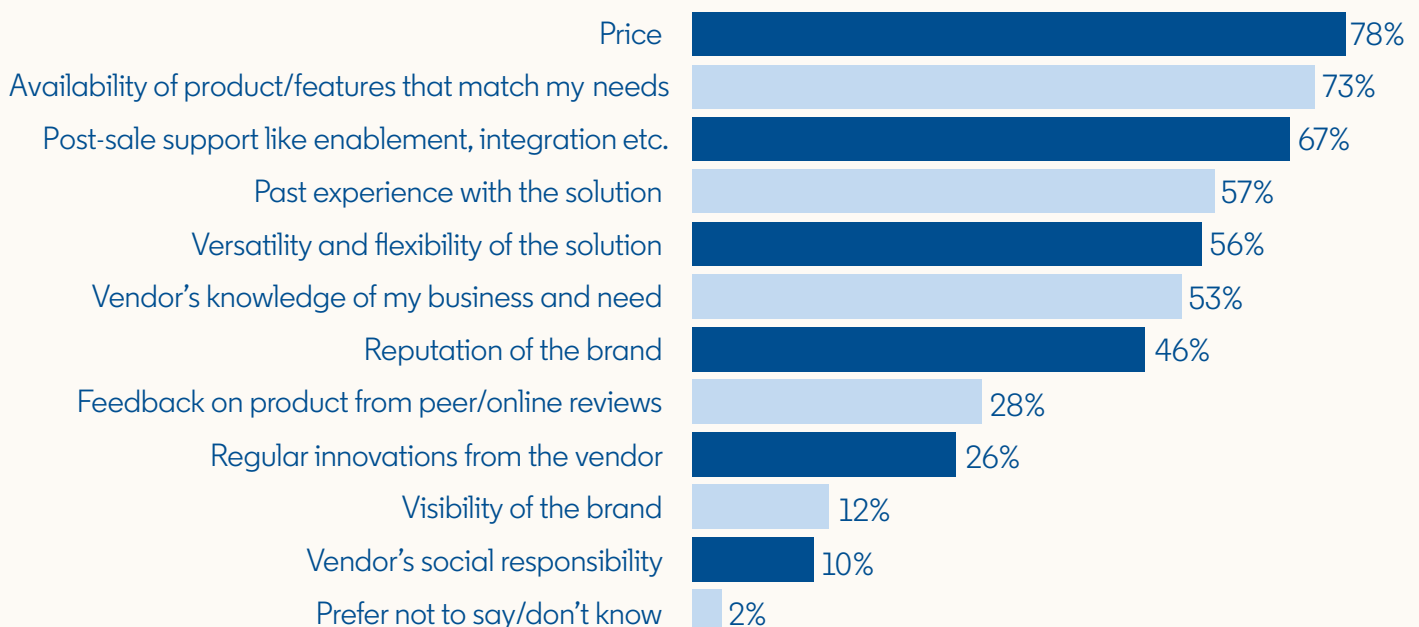 Price 78%
Availability of product/features that match my needs 73%
Post-sale support like enablement, integration etc. 67%
Past experience with the solution 57%
Versatility and flexibility of the solution 56%
Vendor’s knowledge of my business and need 53%
Reputation of the brand 46%
Feedback on product from peer/online reviews 28%
Regular innovations from the vendor 26%
Visibility of the brand 12%
Vendor’s social responsibility 10%
Prefer not to say/don’t know 2%